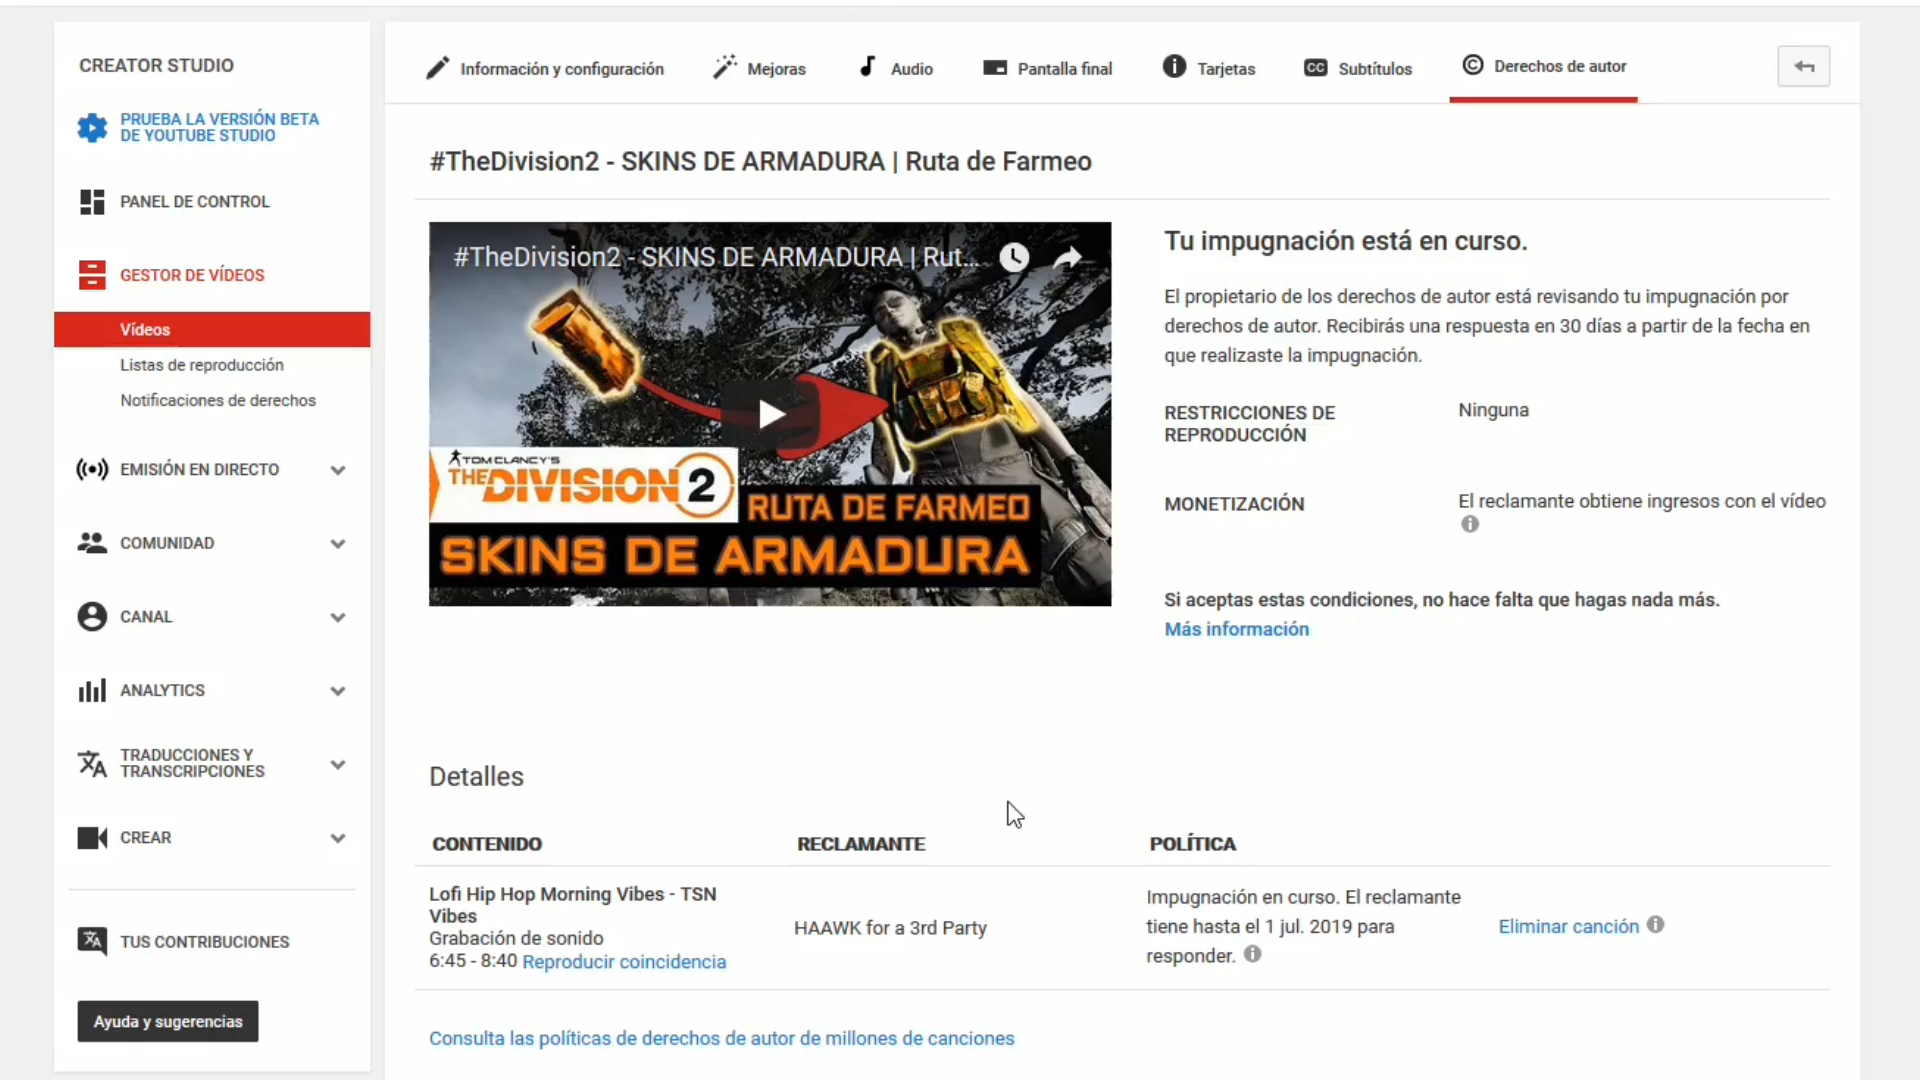 CREATOR STUDIO
PRUEBA LA VERSIÓN BETA
DE YOUTUBE STUDIO
PANEL DE CONTROL
GESTOR DE VÍDEOS
Vídeos
Listas de reproducción
Notificaciones de derechos
EMISIÓN EN DIRECTO
COMUNIDAD
CANAL
ANALYTICS
TRADUCCIONES Y
TRANSCRIPCIONES
CREAR
TUS CONTRIBUCIONES
Ayuda y sugerencias
Información y configuración
Mejoras
Audio
Pantalla final
Tarjetas
CC Subtítulos
Derechos de autor
#TheDivision2 - SKINS DE ARMADURA | Ruta de Farmeo
#TheDivision2 - SKINS DE ARMADURA | Rut...
TOM CLANCY'S
THE DIVISION 2
RUTA DE FARMEO
SKINS DE ARMADURA
Tu impugnación está en curso.
El propietario de los derechos de autor está revisando tu impugnación por
derechos de autor. Recibirás una respuesta en 30 días a partir de la fecha en
que realizaste la impugnación.
RESTRICCIONES DE
REPRODUCCIÓN
Ninguna
MONETIZACIÓN
El reclamante obtiene ingresos con el vídeo
Si aceptas estas condiciones, no hace falta que hagas nada más.
Más información
Detalles
CONTENIDO
RECLAMANTE
POLÍTICA
Lofi Hip Hop Morning Vibes - TSN
Vibes
Grabación de sonido
6:45 - 8:40 Reproducir coincidencia
HAAWK for a 3rd Party
Impugnación en curso. El reclamante
tiene hasta el 1 jul. 2019 para
responder.
Eliminar canción
Consulta las políticas de derechos de autor de millones de canciones